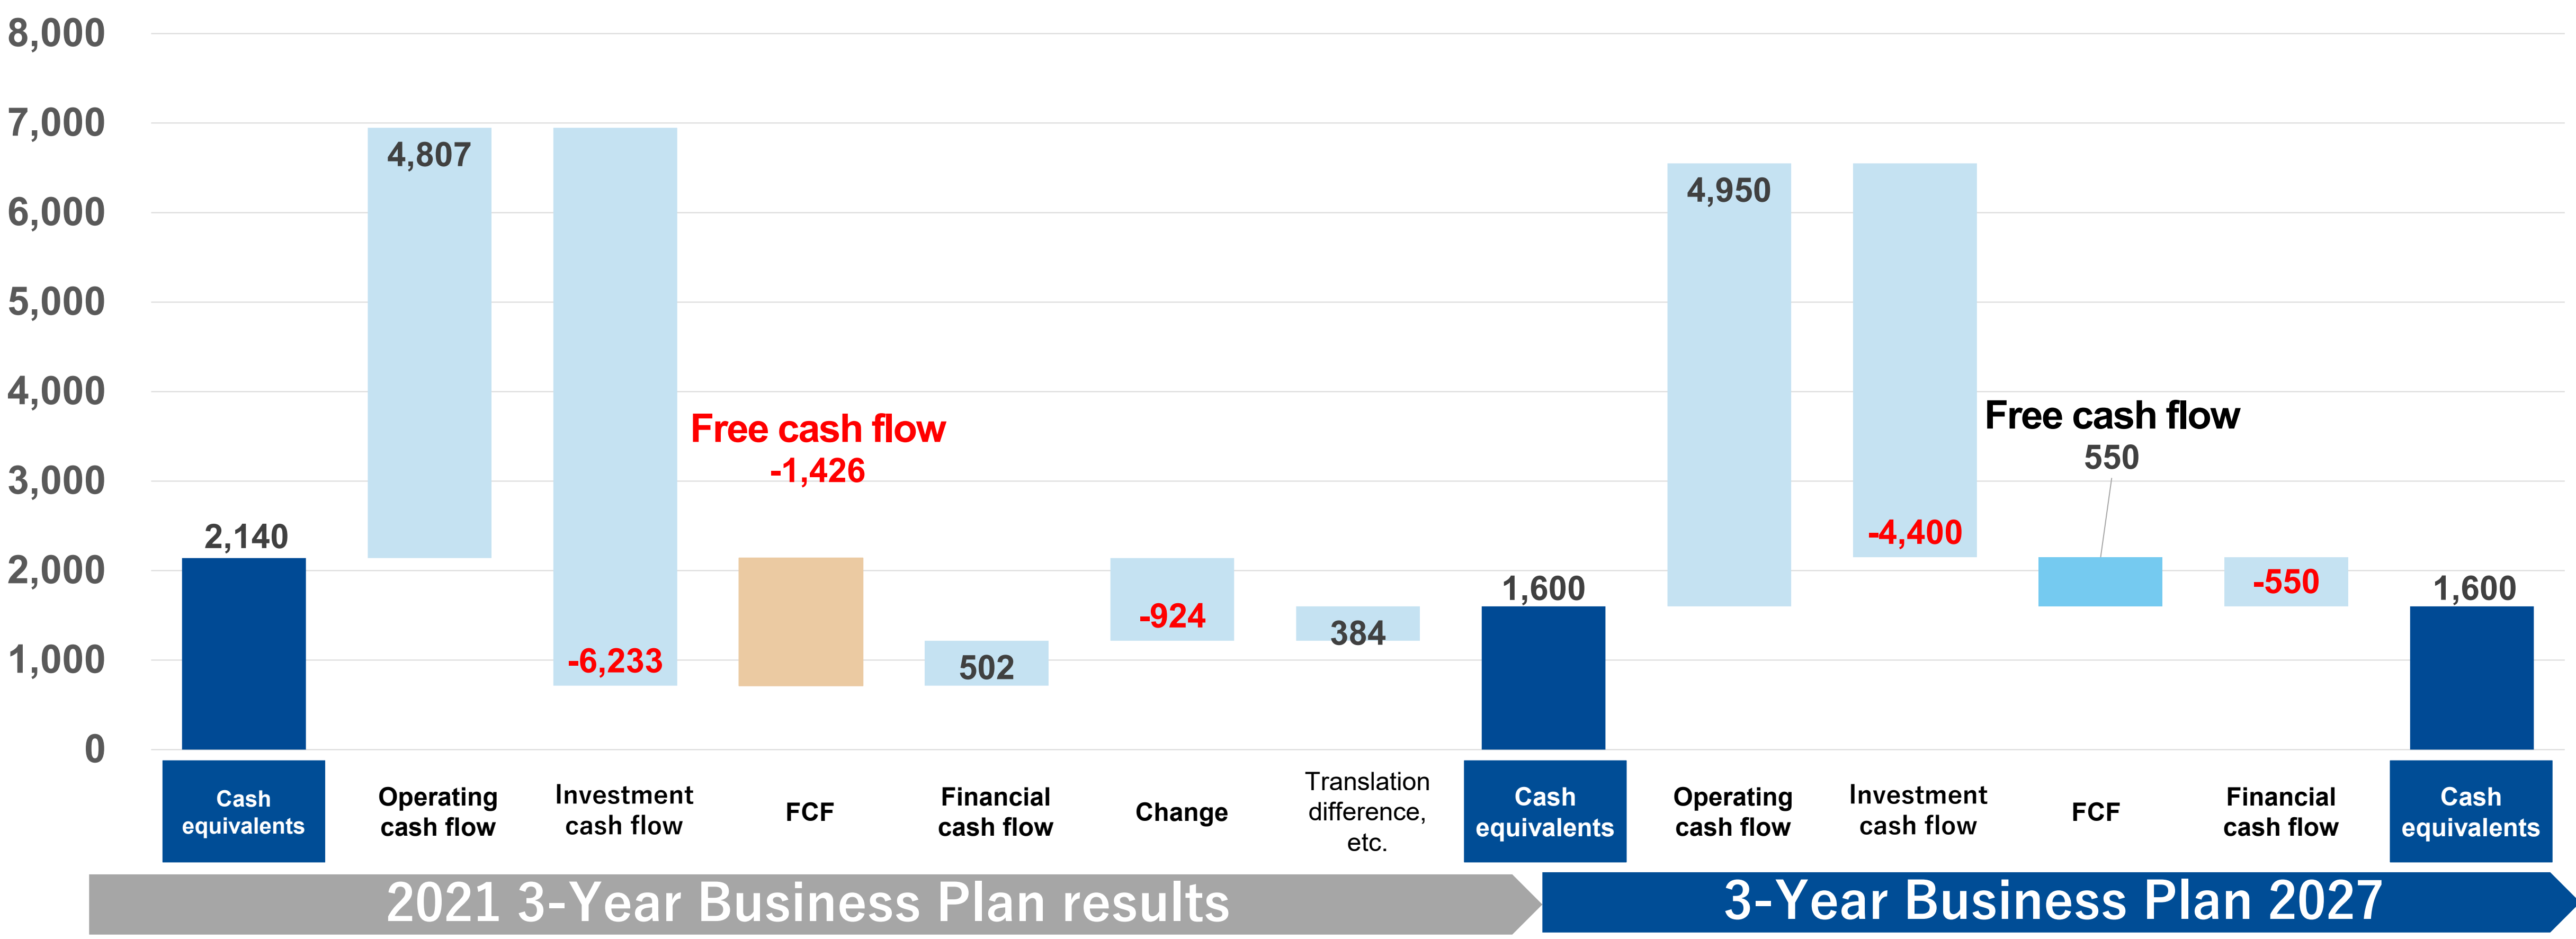 8,000
7,000
6,000
5,000
4,000
3,000
2,000
1,000
0
2,140
4,807
-6,233
Free cash flow
-1,426
502
-924
384
1,600
4,950
-4,400
Free cash flow
550
-550
1,600
Cash
equivalents
Operating
cash flow
Investment
cash flow
FCF
Financial
cash flow
Change
Translation
difference,
etc.
Cash
equivalents
Operating
cash flow
Investment
cash flow
FCF
Financial
cash flow
Cash
equivalents
2021 3-Year Business Plan results
3-Year Business Plan 2027